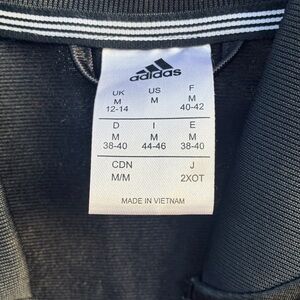 adidas
UK US F
M M M
12-14 40-42
D I E
M M M
38-40 44-46 38-40
CDN J
M/M 2XOT
MADE IN VIETNAM